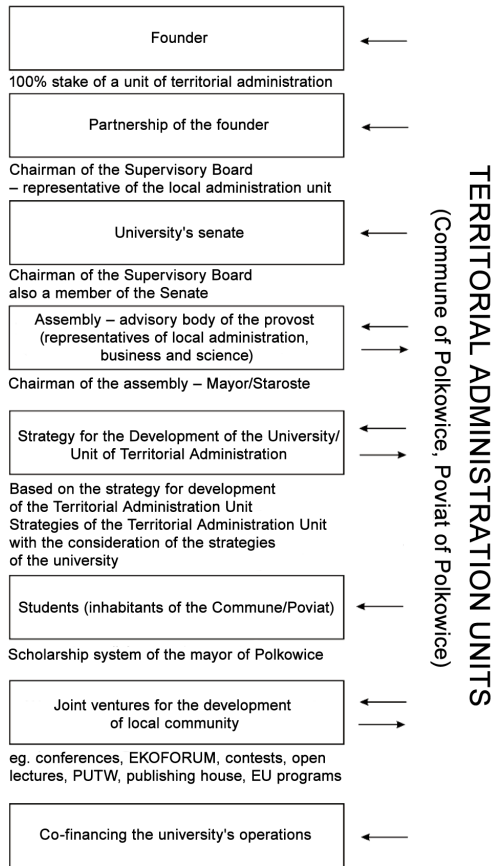 Founder
100% stake of a unit of territorial administration
Partnership of the founder
Chairman of the Supervisory Board
– representative of the local administration unit
University's senate
Chairman of the Supervisory Board
also a member of the Senate
Assembly – advisory body of the provost
(representatives of local administration,
business and science)
Chairman of the assembly – Mayor/Staroste
Strategy for the Development of the University/
Unit of Territorial Administration
Based on the strategy for development
of the Territorial Administration Unit
Strategies of the Territorial Administration Unit
with the consideration of the strategies
of the university
Students (inhabitants of the Commune/Poviat)
Scholarship system of the mayor of Polkowice
Joint ventures for the development
of local community
eg. conferences, EKOFORUM, contests, open
lectures, PUTW, publishing house, EU programs
Co-financing the university's operations
TERRITORIAL ADMINISTRATION UNITS
(Commune of Polkowice, Poviat of Polkowice)